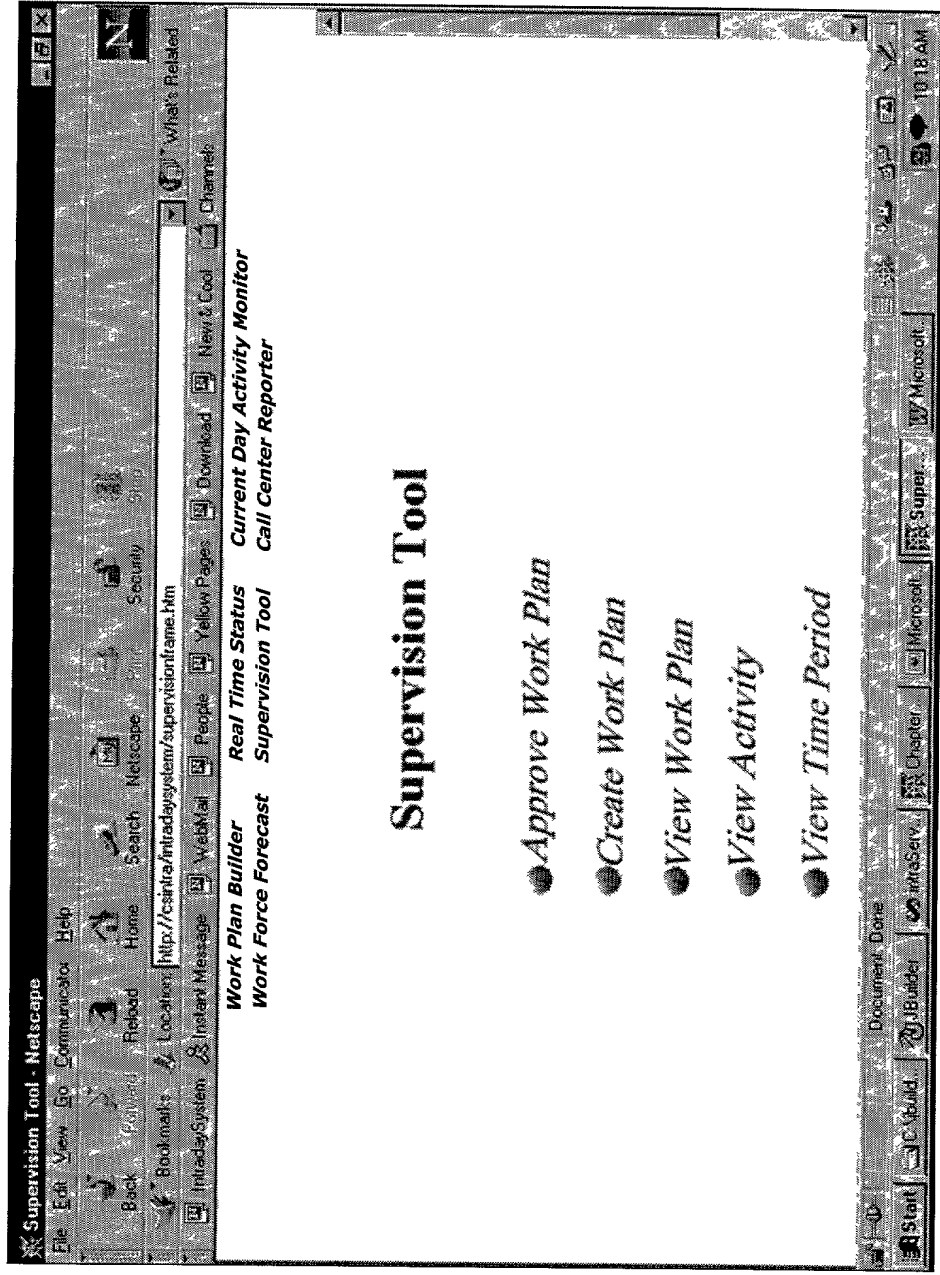 Supervision Tool - Netscape
File Edit View Go Communicator Help
Back Forward Reload Home Search Netscape Print Security Stop
Bookmarks Location: http://csintra/intradaysystem/supervisionframe.htm What's Related
IntradaySystem Instant Message WebMail People Yellow Pages Download New & Cool Channels
Work Plan Builder Real Time Status Current Day Activity Monitor
Work Force Forecast Supervision Tool Call Center Reporter
Supervision Tool
Approve Work Plan
Create Work Plan
View Work Plan
View Activity
View Time Period
Document: Done
Start JBuilder IntraServ... Chapter Microsoft... Super... Microsoft... 10:18 AM